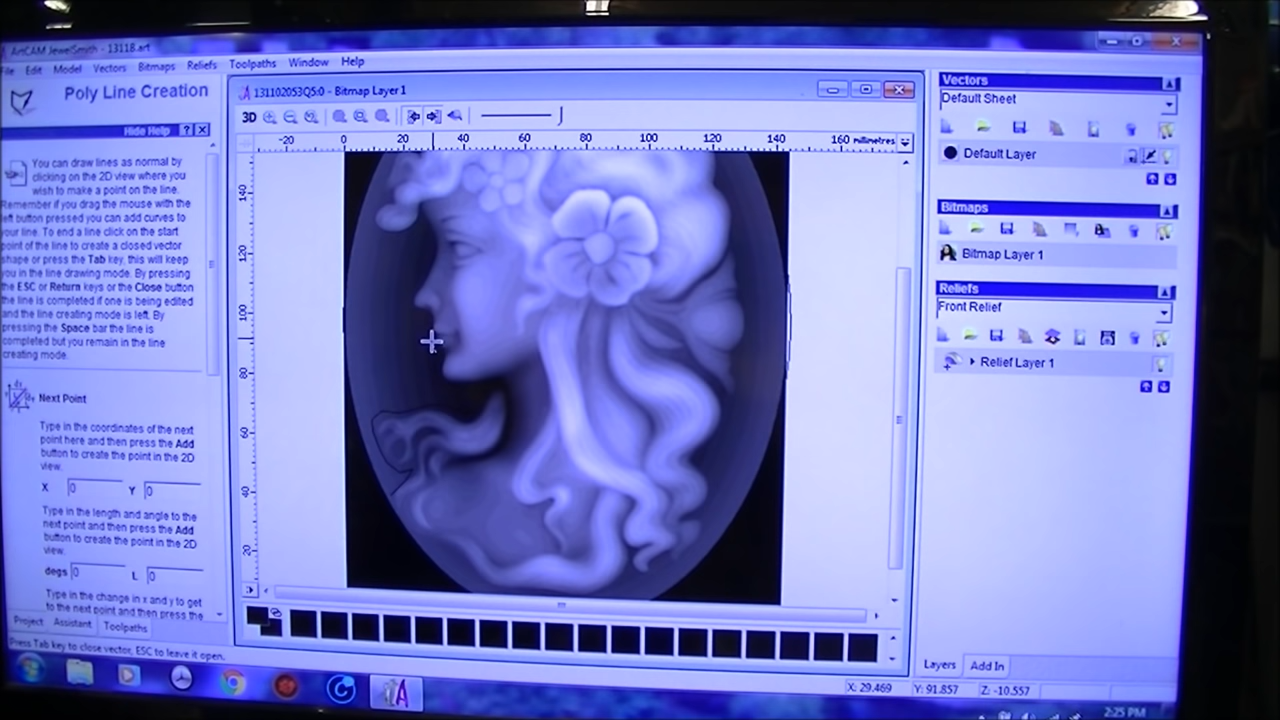 ArtCAM JewelSmith - 13118.art
File Edit Model Vectors Bitmaps Reliefs Toolpaths Window Help
Poly Line Creation
Hide Help ?
You can draw lines as normal by
clicking on the 2D view where you
wish to make a point on the line.
Remember if you drag the mouse with the
left button pressed you can add curves to
your line. To end a line click on the start
point of the line to create a closed vector
shape or press the Tab key, this will keep
you in the line drawing mode. By pressing
the ESC or Return keys or the Close button
the line is completed if one is being edited
and the line creating mode is left. By
pressing the Space bar the line is
completed but you remain in the line
creating mode.
Next Point
Type in the coordinates of the next
point here and then press the Add
button to create the point in the 2D
view.
X 0 Y 0
Type in the length and angle to the
next point and then press the Add
button to create the point in the 2D
view.
degs 0 L 0
Type in the change in x and y to get
to the next point and then press the
Project Assistant Toolpaths
Press Tab key to close vector, ESC to leave it open.
131102053Q5:0 - Bitmap Layer 1
3D
-20 0 20 40 60 80 100 120 140 160 millimetres
140
120
100
80
60
40
20
Vectors
Default Sheet
Default Layer
Bitmaps
Bitmap Layer 1
Reliefs
Front Relief
Relief Layer 1
Layers Add In
X: 29.469 Y: 91.857 Z: -10.557
2:25 PM